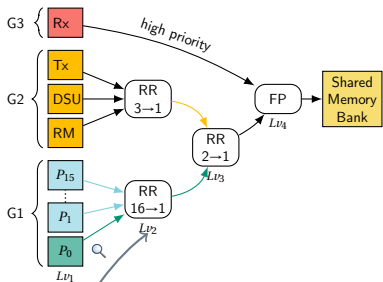 G3
Rx
high priority
G2
Tx
DSU
RM
RR
3→1
FP
Lv4
Shared
Memory
Bank
RR
2→1
Lv3
G1
P15
P1
P0
RR
16→1
Lv2
Lv1